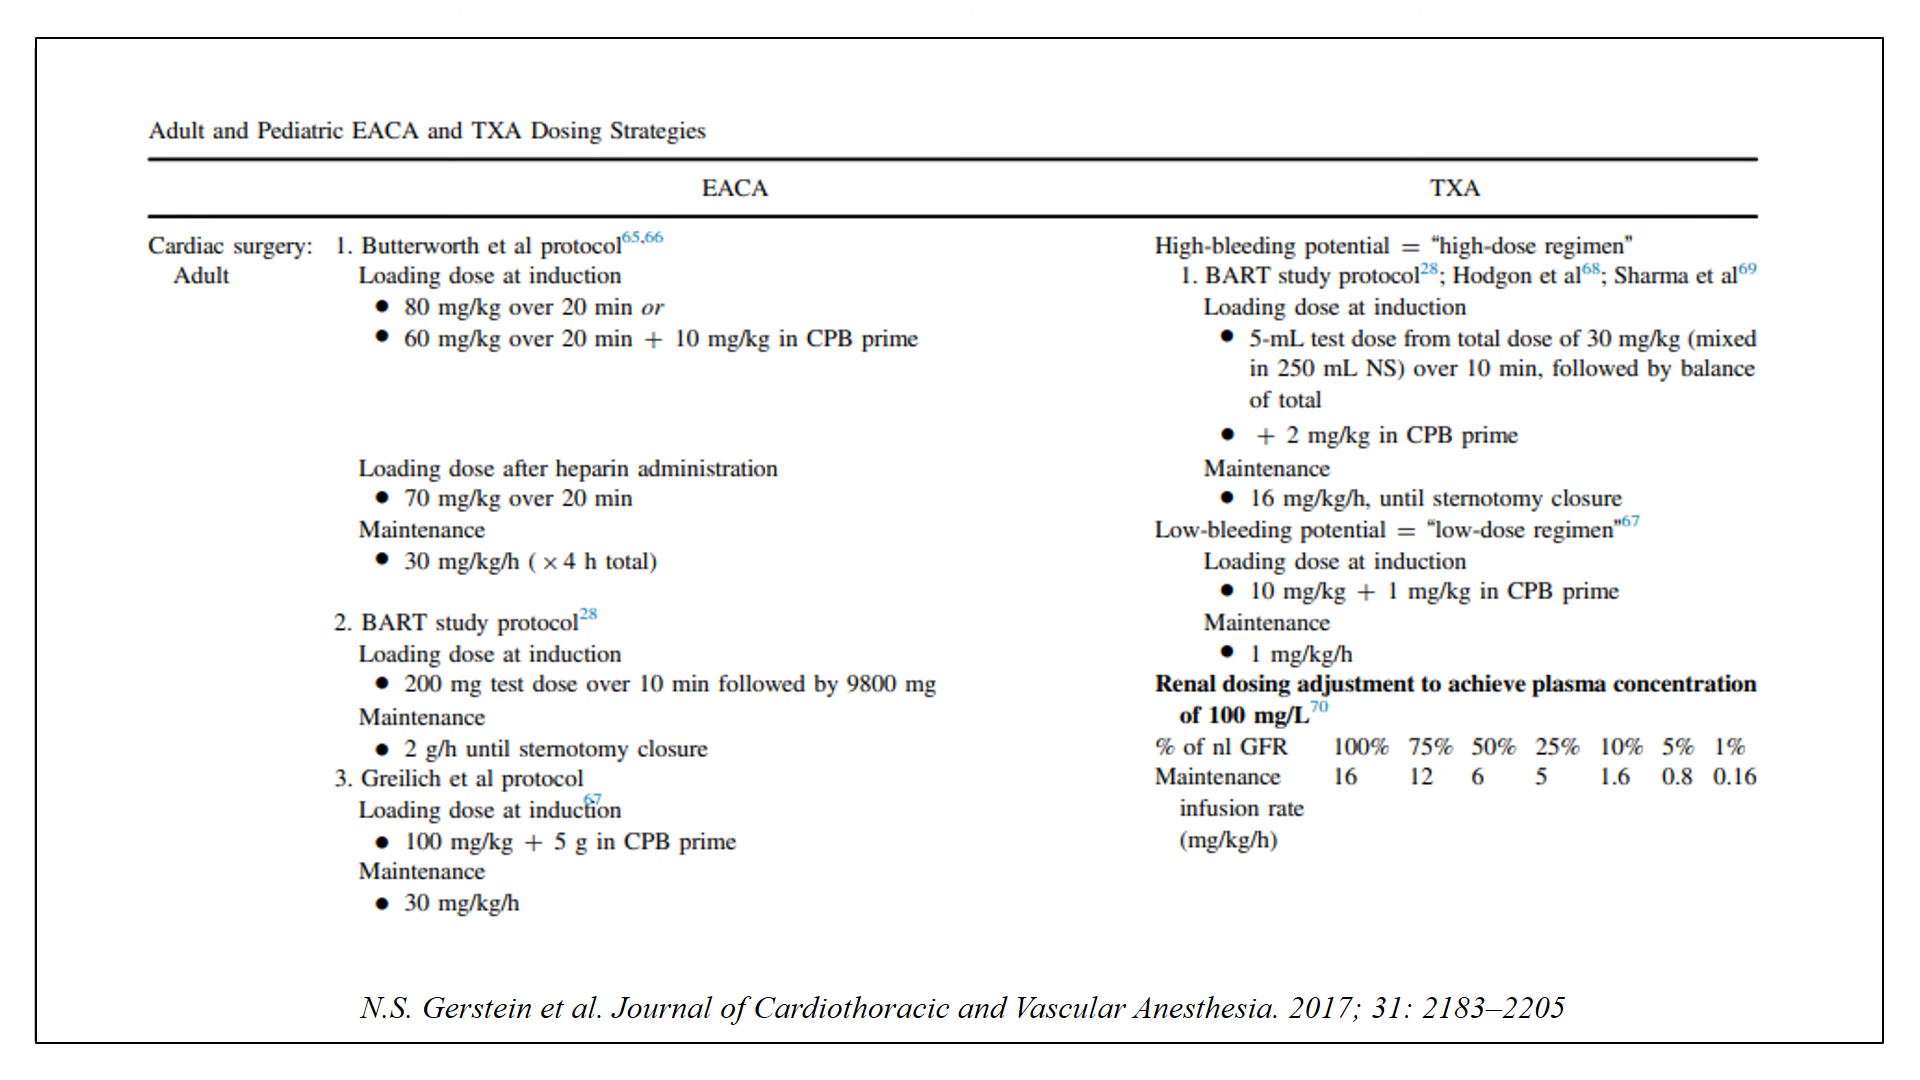 Adult and Pediatric EACA and TXA Dosing Strategies
EACA
TXA
Cardiac surgery:
Adult
1. Butterworth et al protocol65,66
Loading dose at induction
● 80 mg/kg over 20 min or
● 60 mg/kg over 20 min + 10 mg/kg in CPB prime
Loading dose after heparin administration
● 70 mg/kg over 20 min
Maintenance
● 30 mg/kg/h ( × 4 h total)
2. BART study protocol28
Loading dose at induction
● 200 mg test dose over 10 min followed by 9800 mg
Maintenance
● 2 g/h until sternotomy closure
3. Greilich et al protocol67
Loading dose at induction
● 100 mg/kg + 5 g in CPB prime
Maintenance
● 30 mg/kg/h
High-bleeding potential = “high-dose regimen”
1. BART study protocol28; Hodgon et al68; Sharma et al69
Loading dose at induction
● 5-mL test dose from total dose of 30 mg/kg (mixed
in 250 mL NS) over 10 min, followed by balance
of total
● + 2 mg/kg in CPB prime
Maintenance
● 16 mg/kg/h, until sternotomy closure
Low-bleeding potential = “low-dose regimen”67
Loading dose at induction
● 10 mg/kg + 1 mg/kg in CPB prime
Maintenance
● 1 mg/kg/h
Renal dosing adjustment to achieve plasma concentration
of 100 mg/L70
% of nl GFR 100% 75% 50% 25% 10% 5% 1%
Maintenance 16 12 6 5 1.6 0.8 0.16
infusion rate
(mg/kg/h)
N.S. Gerstein et al. Journal of Cardiothoracic and Vascular Anesthesia. 2017; 31: 2183–2205